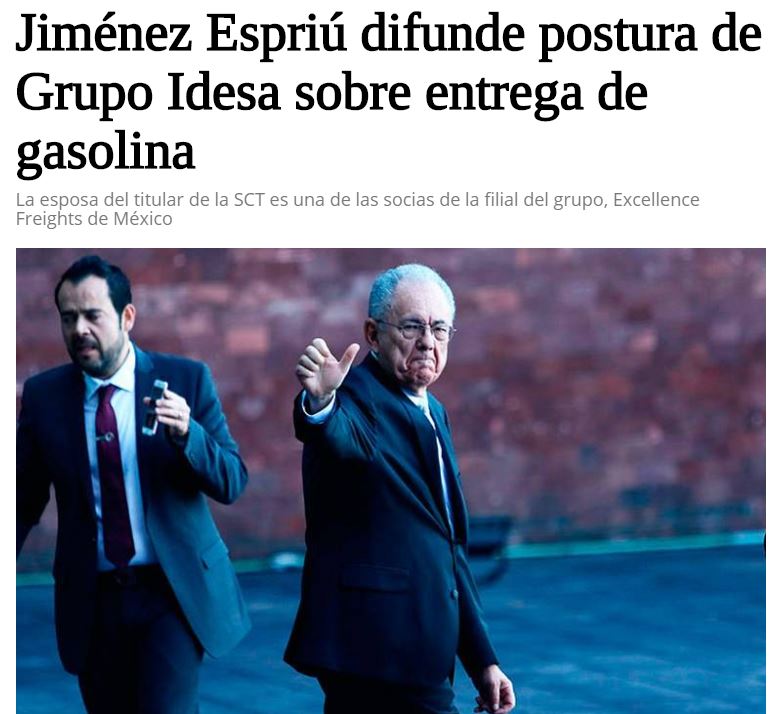 Jiménez Espriú difunde postura de
Grupo Idesa sobre entrega de
gasolina
La esposa del titular de la SCT es una de las socias de la filial del grupo, Excellence
Freights de México